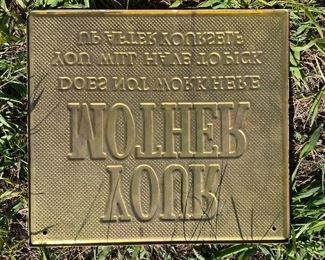 YOUR
MOTHER
DOES NOT WORK HERE
YOU WILL HAVE TO PICK
UP AFTER YOURSELF